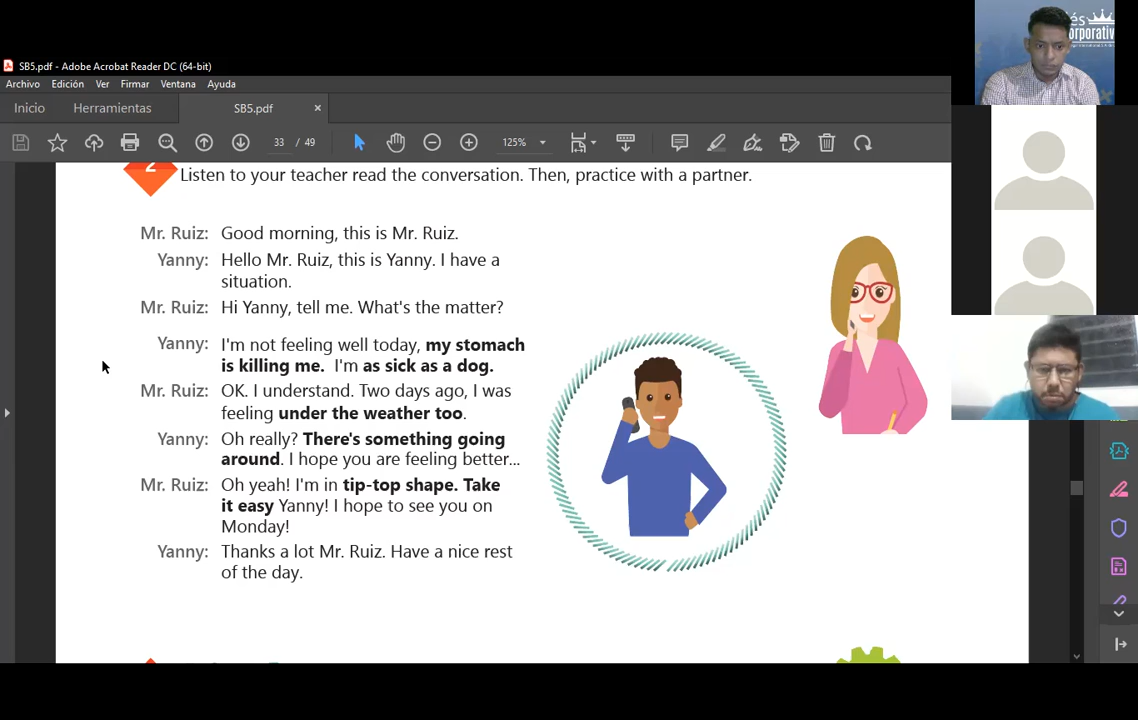 és
orporativ
SB5.pdf - Adobe Acrobat Reader DC (64-bit)
Archivo Edición Ver Firmar Ventana Ayuda
Inicio Herramientas SB5.pdf ×
33 / 49 125%
2
Listen to your teacher read the conversation. Then, practice with a partner.
Mr. Ruiz: Good morning, this is Mr. Ruiz.
Yanny: Hello Mr. Ruiz, this is Yanny. I have a
situation.
Mr. Ruiz: Hi Yanny, tell me. What's the matter?
Yanny: I'm not feeling well today, my stomach
is killing me. I'm as sick as a dog.
Mr. Ruiz: OK. I understand. Two days ago, I was
feeling under the weather too.
Yanny: Oh really? There's something going
around. I hope you are feeling better...
Mr. Ruiz: Oh yeah! I'm in tip-top shape. Take
it easy Yanny! I hope to see you on
Monday!
Yanny: Thanks a lot Mr. Ruiz. Have a nice rest
of the day.